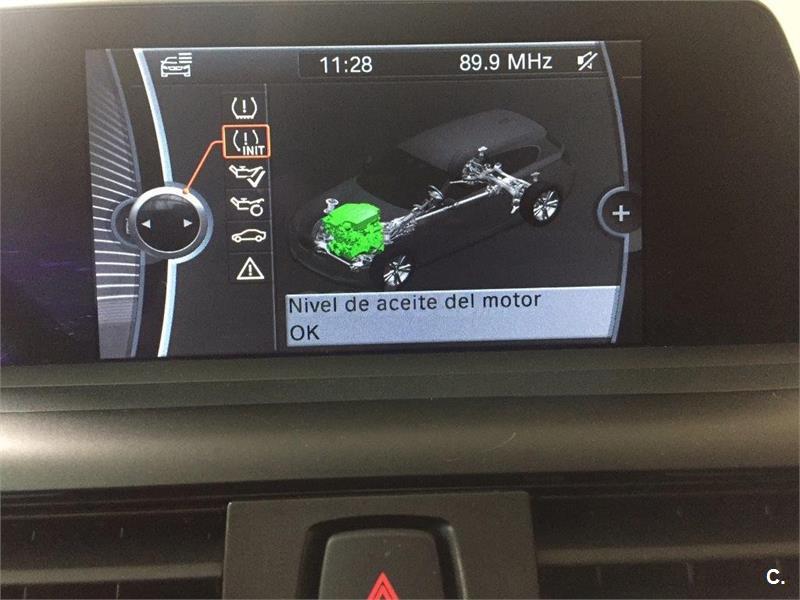 11:28 89.9 MHz
INIT
Nivel de aceite del motor
OK
C.